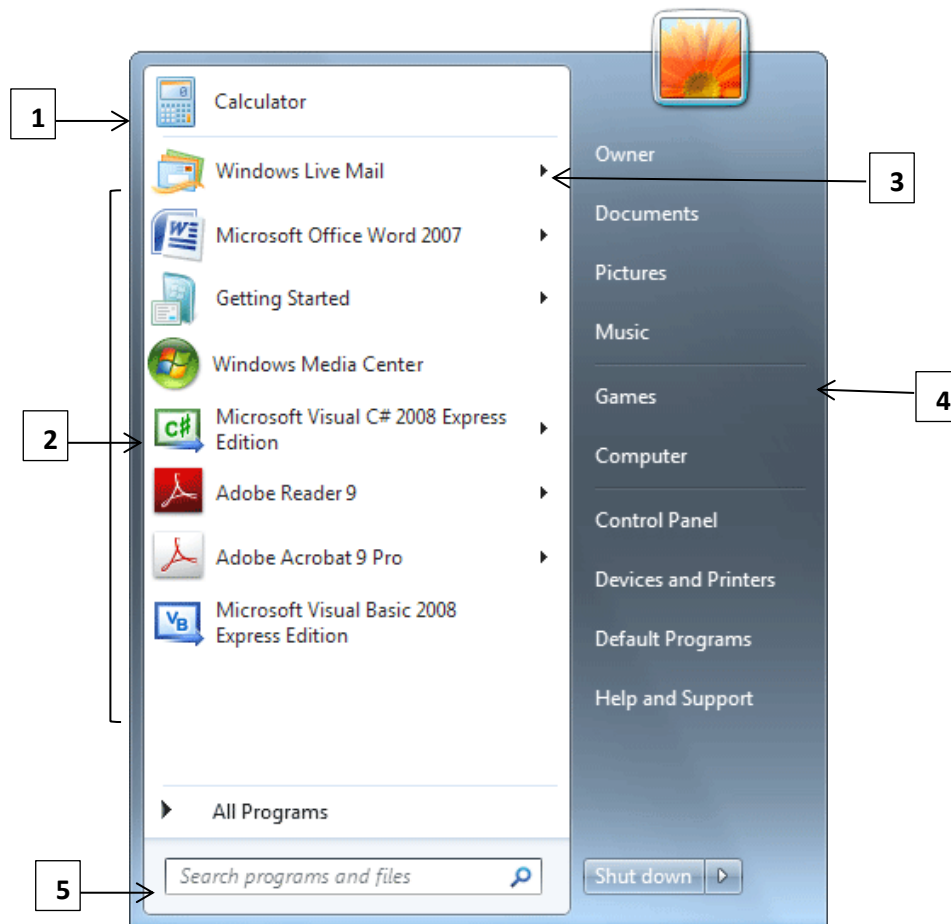 1
Calculator
Windows Live Mail
3
Microsoft Office Word 2007
Getting Started
Windows Media Center
2
Microsoft Visual C# 2008 Express
Edition
Adobe Reader 9
Adobe Acrobat 9 Pro
Microsoft Visual Basic 2008
Express Edition
All Programs
5
Search programs and files
Owner
Documents
Pictures
Music
Games
4
Computer
Control Panel
Devices and Printers
Default Programs
Help and Support
Shut down